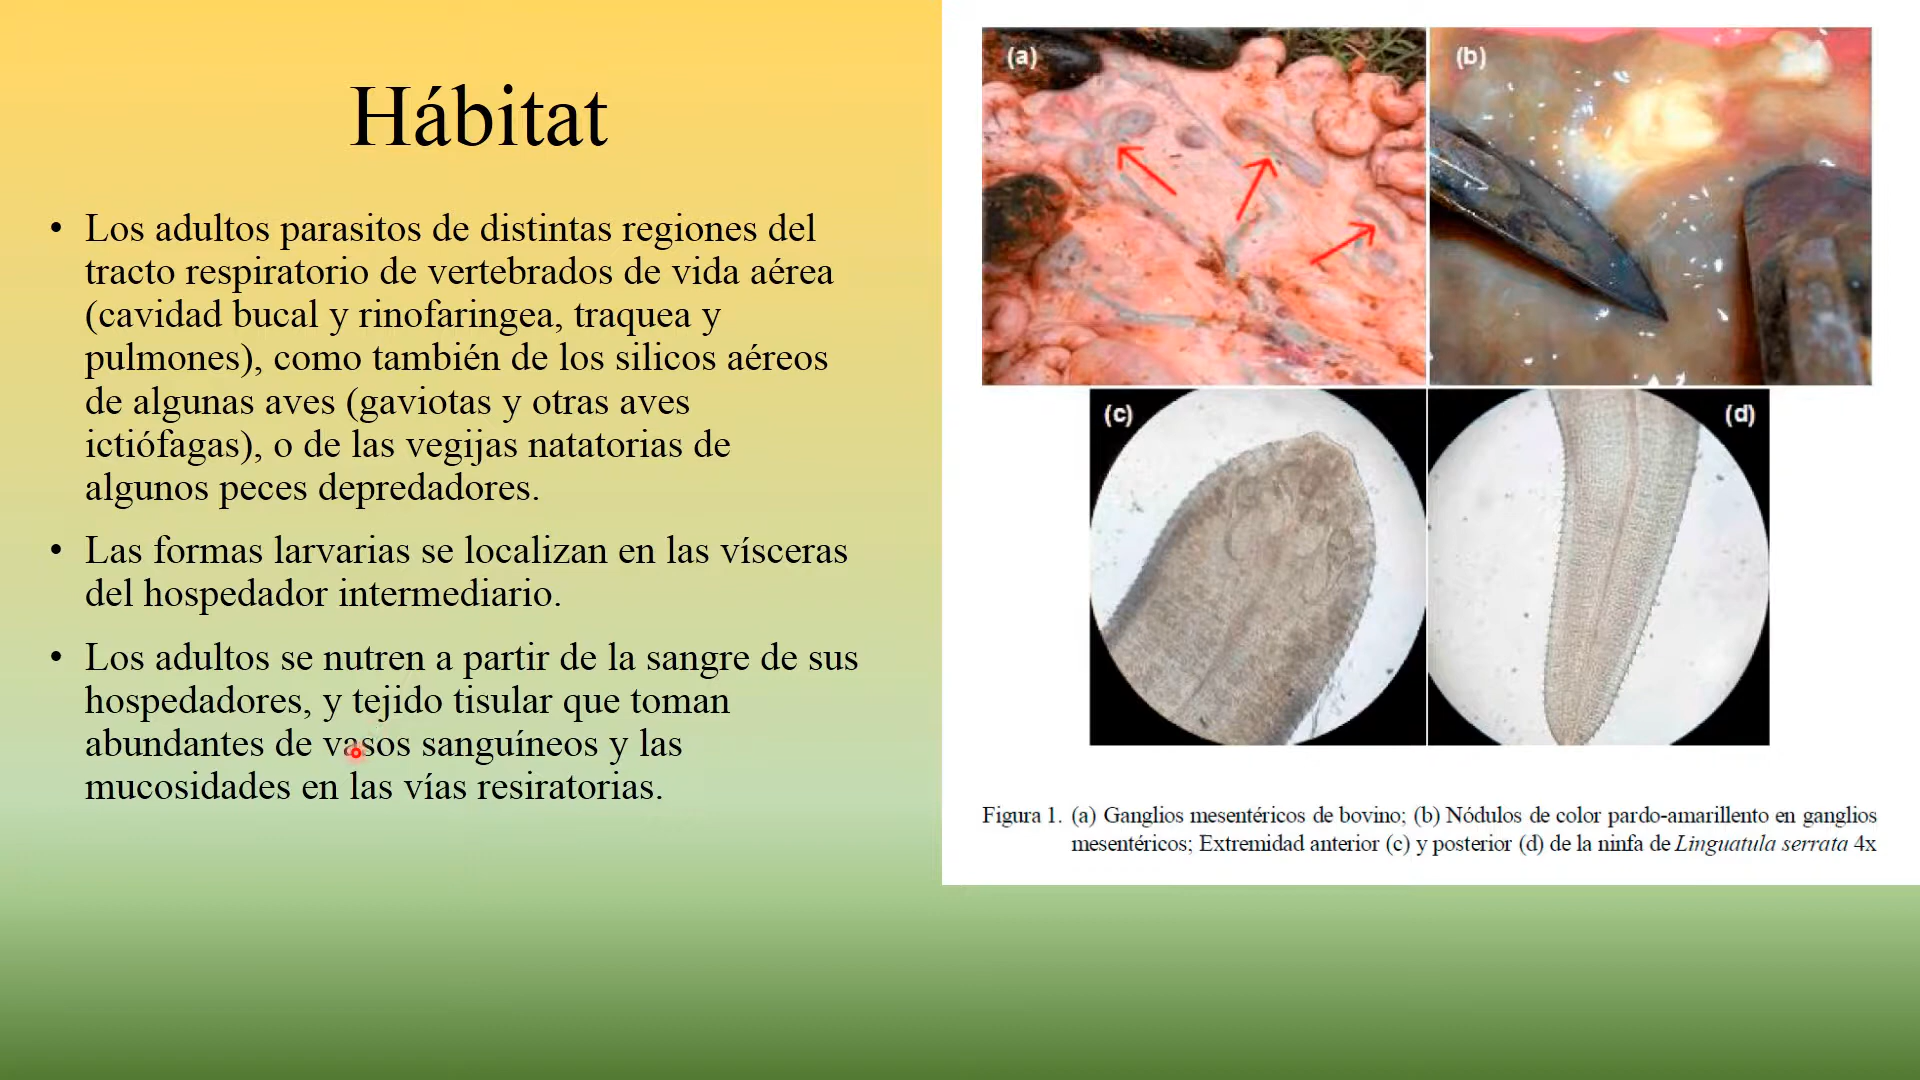 Hábitat
• Los adultos parasitos de distintas regiones del
tracto respiratorio de vertebrados de vida aérea
(cavidad bucal y rinofaringea, traquea y
pulmones), como también de los silicos aéreos
de algunas aves (gaviotas y otras aves
ictiófagas), o de las vegijas natatorias de
algunos peces depredadores.
• Las formas larvarias se localizan en las vísceras
del hospedador intermediario.
• Los adultos se nutren a partir de la sangre de sus
hospedadores, y tejido tisular que toman
abundantes de vasos sanguíneos y las
mucosidades en las vías resiratorias.
(a)
(b)
(c)
(d)
Figura 1. (a) Ganglios mesentéricos de bovino; (b) Nódulos de color pardo-amarillento en ganglios
mesentéricos; Extremidad anterior (c) y posterior (d) de la ninfa de Linguatula serrata 4x